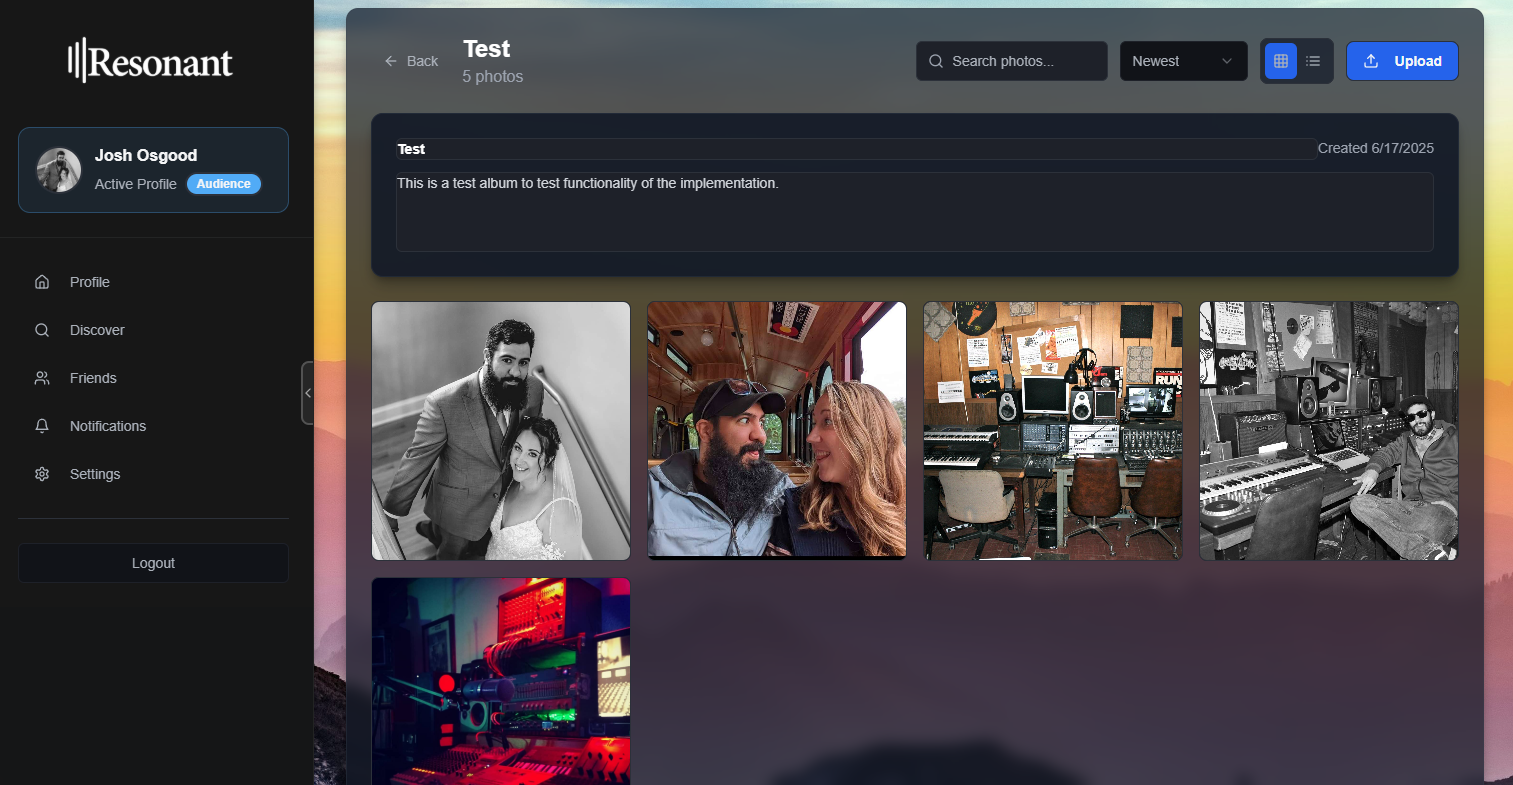 Resonant
Josh Osgood
Active Profile Audience
Profile
Discover
Friends
Notifications
Settings
Logout
Back
Test
5 photos
Search photos...
Newest
Upload
Test
Created 6/17/2025
This is a test album to test functionality of the implementation.
RUN